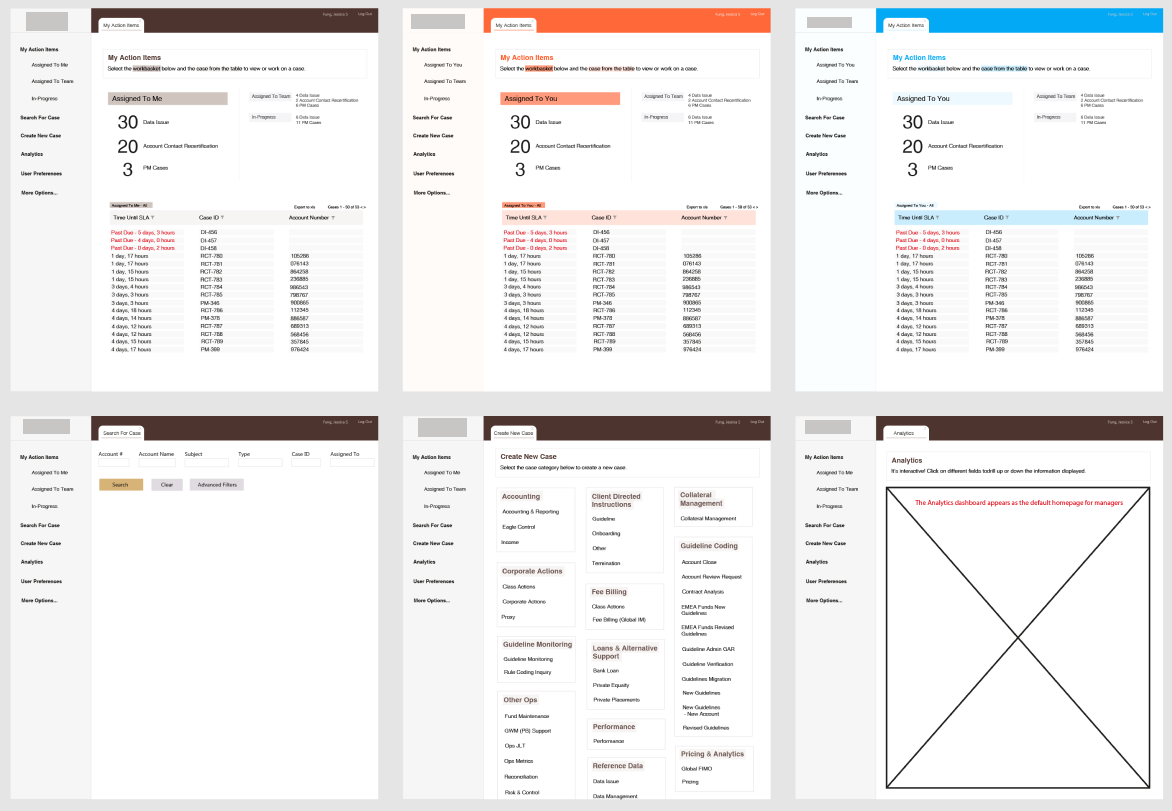 Log Out
My Action Items
My Action Items
Assigned To Me
Assigned To Team
In-Progress
Search For Case
Create New Case
Analytics
User Preferences
More Options...
My Action Items
Select the workbasket below and the case from the table to view or work on a case.
Assigned To Me
30 Data Issue
20 Account Contact Recertification
3 PM Cases
Assigned To Team
4 Data Issue
2 Account Contact Recertification
6 PM Cases
In-Progress
6 Data Issue
11 PM Cases
Assigned To Me - All
Export to xls
Cases 1 - 50 of 53 < >
Time Until SLA Case ID Account Number
Past Due - 5 days, 3 hours DI-456
Past Due - 4 days, 0 hours DI-457
Past Due - 0 days, 2 hours DI-458
1 day, 17 hours RCT-780 105286
1 day, 17 hours RCT-781 076143
1 day, 15 hours RCT-782 864258
1 day, 15 hours RCT-783 236885
3 days, 4 hours RCT-784 986543
3 days, 3 hours RCT-785 798767
3 days, 3 hours PM-346 900865
4 days, 18 hours RCT-786 112345
4 days, 14 hours PM-378 886587
4 days, 12 hours RCT-787 689313
4 days, 12 hours RCT-788 568456
4 days, 15 hours RCT-789 357845
4 days, 17 hours PM-399 976424
Log Out
My Action Items
My Action Items
Assigned To You
Assigned To Team
In-Progress
Search For Case
Create New Case
Analytics
User Preferences
More Options...
My Action Items
Select the workbasket below and the case from the table to view or work on a case.
Assigned To You
30 Data Issue
20 Account Contact Recertification
3 PM Cases
Assigned To Team
4 Data Issue
2 Account Contact Recertification
6 PM Cases
In-Progress
6 Data Issue
11 PM Cases
Assigned To You - All
Export to xls
Cases 1 - 50 of 53 < >
Time Until SLA Case ID Account Number
Past Due - 5 days, 3 hours DI-456
Past Due - 4 days, 0 hours DI-457
Past Due - 0 days, 2 hours DI-458
1 day, 17 hours RCT-780 105286
1 day, 17 hours RCT-781 076143
1 day, 15 hours RCT-782 864258
1 day, 15 hours RCT-783 236885
3 days, 4 hours RCT-784 986543
3 days, 3 hours RCT-785 798767
3 days, 3 hours PM-346 900865
4 days, 18 hours RCT-786 112345
4 days, 14 hours PM-378 886587
4 days, 12 hours RCT-787 689313
4 days, 12 hours RCT-788 568456
4 days, 15 hours RCT-789 357845
4 days, 17 hours PM-399 976424
Log Out
My Action Items
My Action Items
Assigned To You
Assigned To Team
In-Progress
Search For Case
Create New Case
Analytics
User Preferences
More Options...
My Action Items
Select the workbasket below and the case from the table to view or work on a case.
Assigned To You
30 Data Issue
20 Account Contact Recertification
3 PM Cases
Assigned To Team
4 Data Issue
2 Account Contact Recertification
6 PM Cases
In-Progress
6 Data Issue
11 PM Cases
Assigned To You - All
Export to xls
Cases 1 - 50 of 53 < >
Time Until SLA Case ID Account Number
Past Due - 5 days, 3 hours DI-456
Past Due - 4 days, 0 hours DI-457
Past Due - 0 days, 2 hours DI-458
1 day, 17 hours RCT-780 105286
1 day, 17 hours RCT-781 076143
1 day, 15 hours RCT-782 864258
1 day, 15 hours RCT-783 236885
3 days, 4 hours RCT-784 986543
3 days, 3 hours RCT-785 798767
3 days, 3 hours PM-346 900865
4 days, 18 hours RCT-786 112345
4 days, 14 hours PM-378 886587
4 days, 12 hours RCT-787 689313
4 days, 12 hours RCT-788 568456
4 days, 15 hours RCT-789 357845
4 days, 17 hours PM-399 976424
Log Out
Search For Case
My Action Items
Assigned To Me
Assigned To Team
In-Progress
Search For Case
Create New Case
Analytics
User Preferences
More Options...
Account # Account Name Subject Type Case ID Assigned To
Search Clear Advanced Filters
Log Out
Create New Case
My Action Items
Assigned To Me
Assigned To Team
In-Progress
Search For Case
Create New Case
Analytics
User Preferences
More Options...
Create New Case
Select the case category below to create a new case.
Accounting
Accounting & Reporting
Eagle Control
Income
Corporate Actions
Class Actions
Corporate Actions
Proxy
Guideline Monitoring
Guideline Monitoring
Rule Coding Inquiry
Other Ops
Fund Maintenance
GWM (PB) Support
Ops JLT
Ops Metrics
Reconciliation
Risk & Control
Client Directed
Instructions
Guideline
Onboarding
Other
Termination
Fee Billing
Class Actions
Fee Billing (Global IM)
Loans & Alternative
Support
Bank Loan
Private Equity
Private Placements
Performance
Performance
Reference Data
Data Issue
Data Management
Collateral
Management
Collateral Management
Guideline Coding
Account Close
Account Review Request
Contract Analysis
EMEA Funds New
Guidelines
EMEA Funds Revised
Guidelines
Guideline Admin OAR
Guideline Verification
Guidelines Migration
New Guidelines
New Guidelines
- New Account
Revised Guidelines
Pricing & Analytics
Global FIMO
Pricing
Log Out
Analytics
My Action Items
Assigned To Me
Assigned To Team
In-Progress
Search For Case
Create New Case
Analytics
User Preferences
More Options...
Analytics
It's interactive! Click on different fields todrill up or down the information displayed.
The Analytics dashboard appears as the default homepage for managers